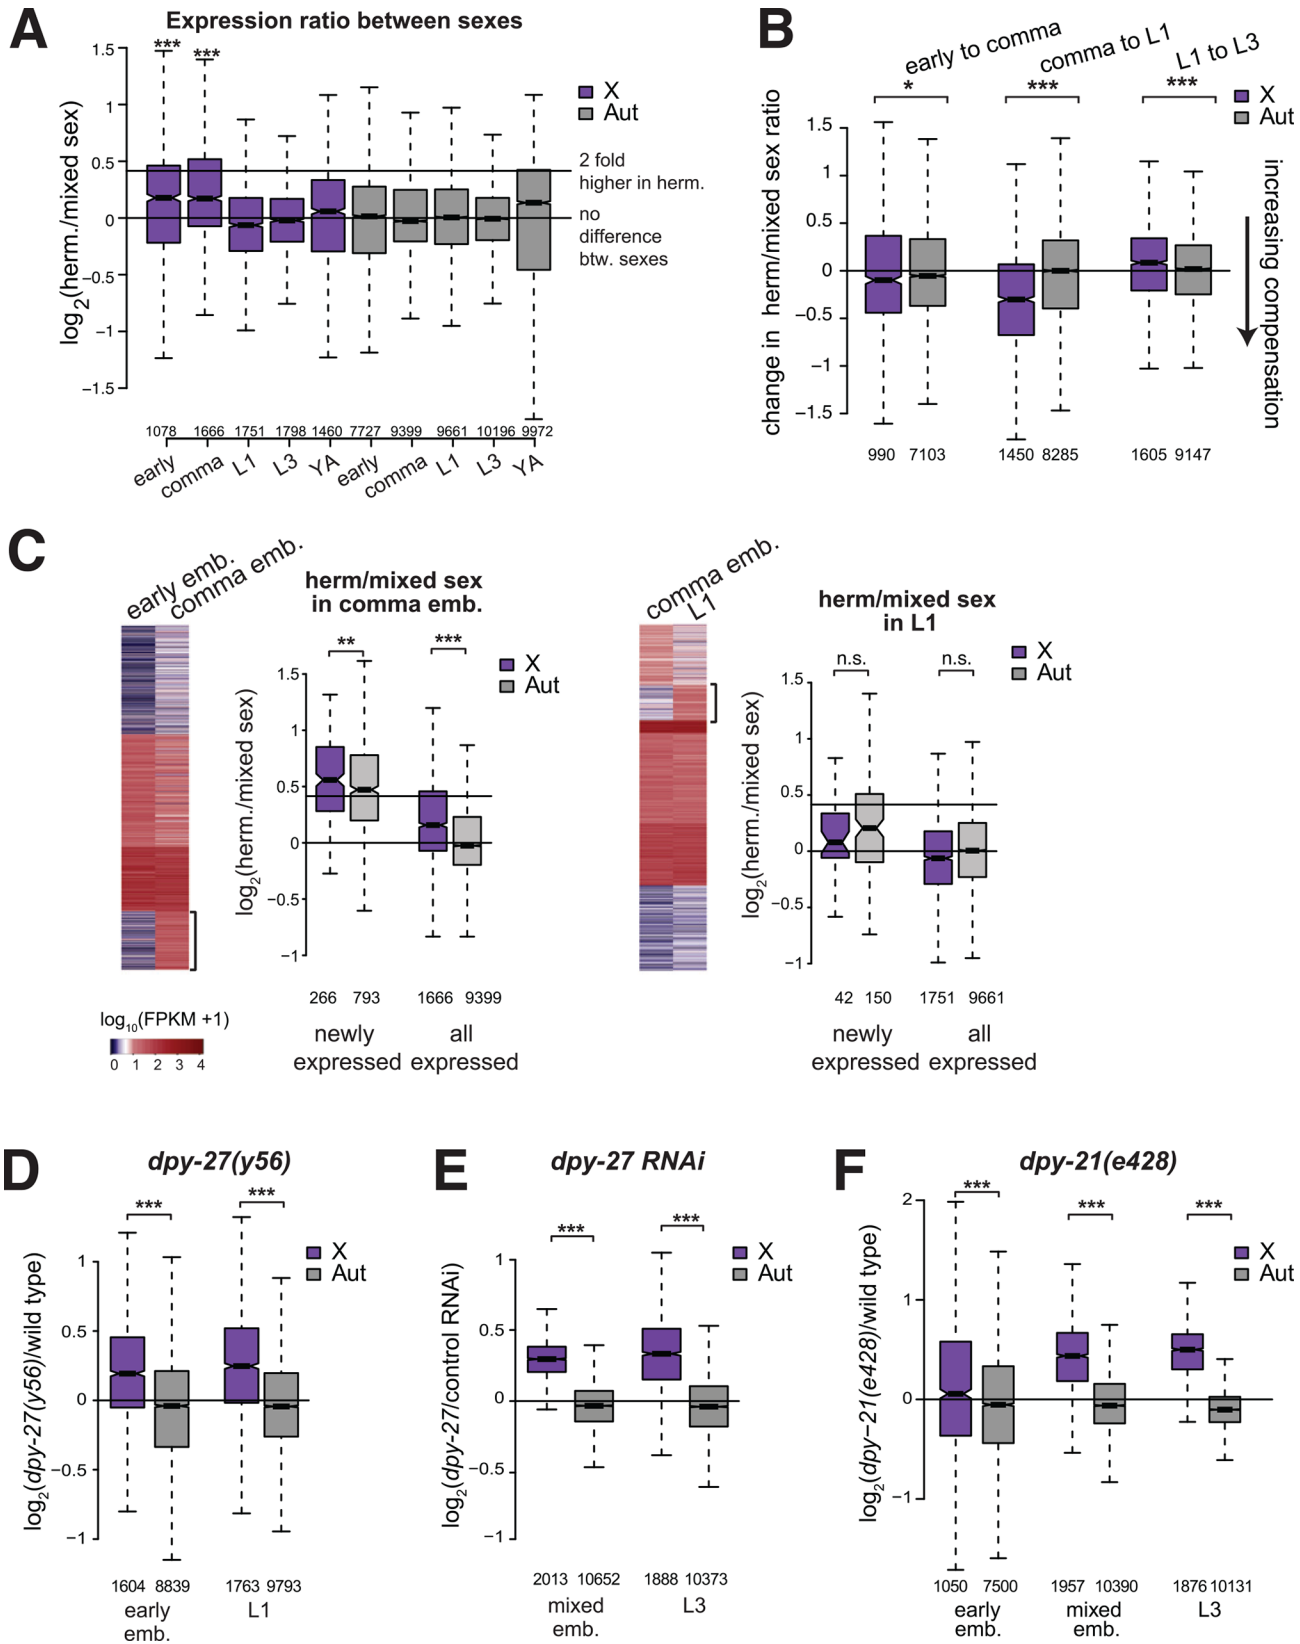 A
Expression ratio between sexes
log2(herm./mixed sex)
1.5
1
0.5
0
−0.5
−1
−1.5
*** ***
X
Aut
2 fold
higher in herm.
no
difference
btw. sexes
1078 1666 1751 1798 1460 7727 9399 9661 10196 9972
early comma L1 L3 YA early comma L1 L3 YA
B
early to comma comma to L1 L1 to L3
* *** ***
X
Aut
change in herm/mixed sex ratio
1.5
1
0.5
0
−0.5
−1
−1.5
increasing compensation
990 7103 1450 8285 1605 9147
C
early emb. comma emb.
herm/mixed sex
in comma emb.
** ***
X
Aut
log2(herm./mixed sex)
1.5
1
0.5
0
−0.5
−1
266 793 1666 9399
newly all
expressed expressed
log10(FPKM +1)
0 1 2 3 4
comma emb. L1
herm/mixed sex
in L1
n.s. n.s.
X
Aut
log2(herm./mixed sex)
1.5
1
0.5
0
−0.5
−1
42 150 1751 9661
newly all
expressed expressed
D
dpy-27(y56)
*** ***
X
Aut
log2(dpy-27(y56)/wild type)
1
0.5
0
−0.5
−1
1604 8839 1763 9793
early L1
emb.
E
dpy-27 RNAi
*** ***
X
Aut
log2(dpy-27/control RNAi)
1
0.5
0
−0.5
−1
2013 10652 1888 10373
mixed L3
emb.
F
dpy-21(e428)
*** *** ***
X
Aut
log2(dpy−21(e428)/wild type)
2
1
0
−1
1050 7500 1957 10390 1876 10131
early mixed L3
emb. emb.